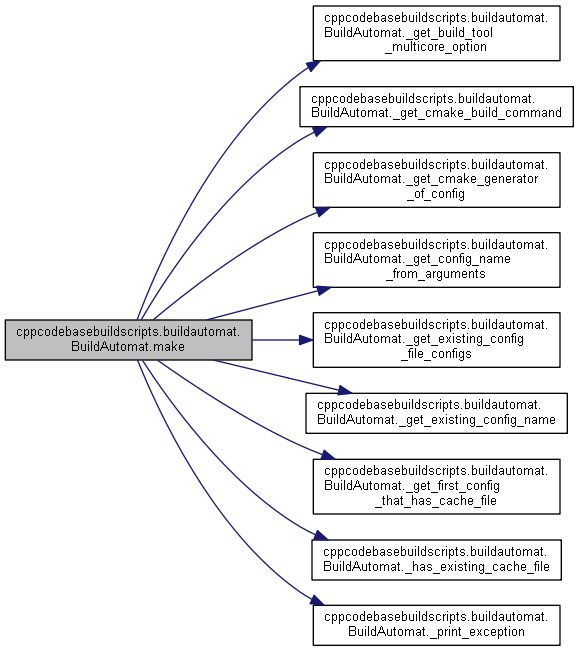 cppcodebasebuildscripts.buildautomat.
BuildAutomat._get_build_tool
_multicore_option
cppcodebasebuildscripts.buildautomat.
BuildAutomat._get_cmake_build_command
cppcodebasebuildscripts.buildautomat.
BuildAutomat._get_cmake_generator
_of_config
cppcodebasebuildscripts.buildautomat.
BuildAutomat._get_config_name
_from_arguments
cppcodebasebuildscripts.buildautomat.
BuildAutomat.make
cppcodebasebuildscripts.buildautomat.
BuildAutomat._get_existing_config
_file_configs
cppcodebasebuildscripts.buildautomat.
BuildAutomat._get_existing_config_name
cppcodebasebuildscripts.buildautomat.
BuildAutomat._get_first_config
_that_has_cache_file
cppcodebasebuildscripts.buildautomat.
BuildAutomat._has_existing_cache_file
cppcodebasebuildscripts.buildautomat.
BuildAutomat._print_exception